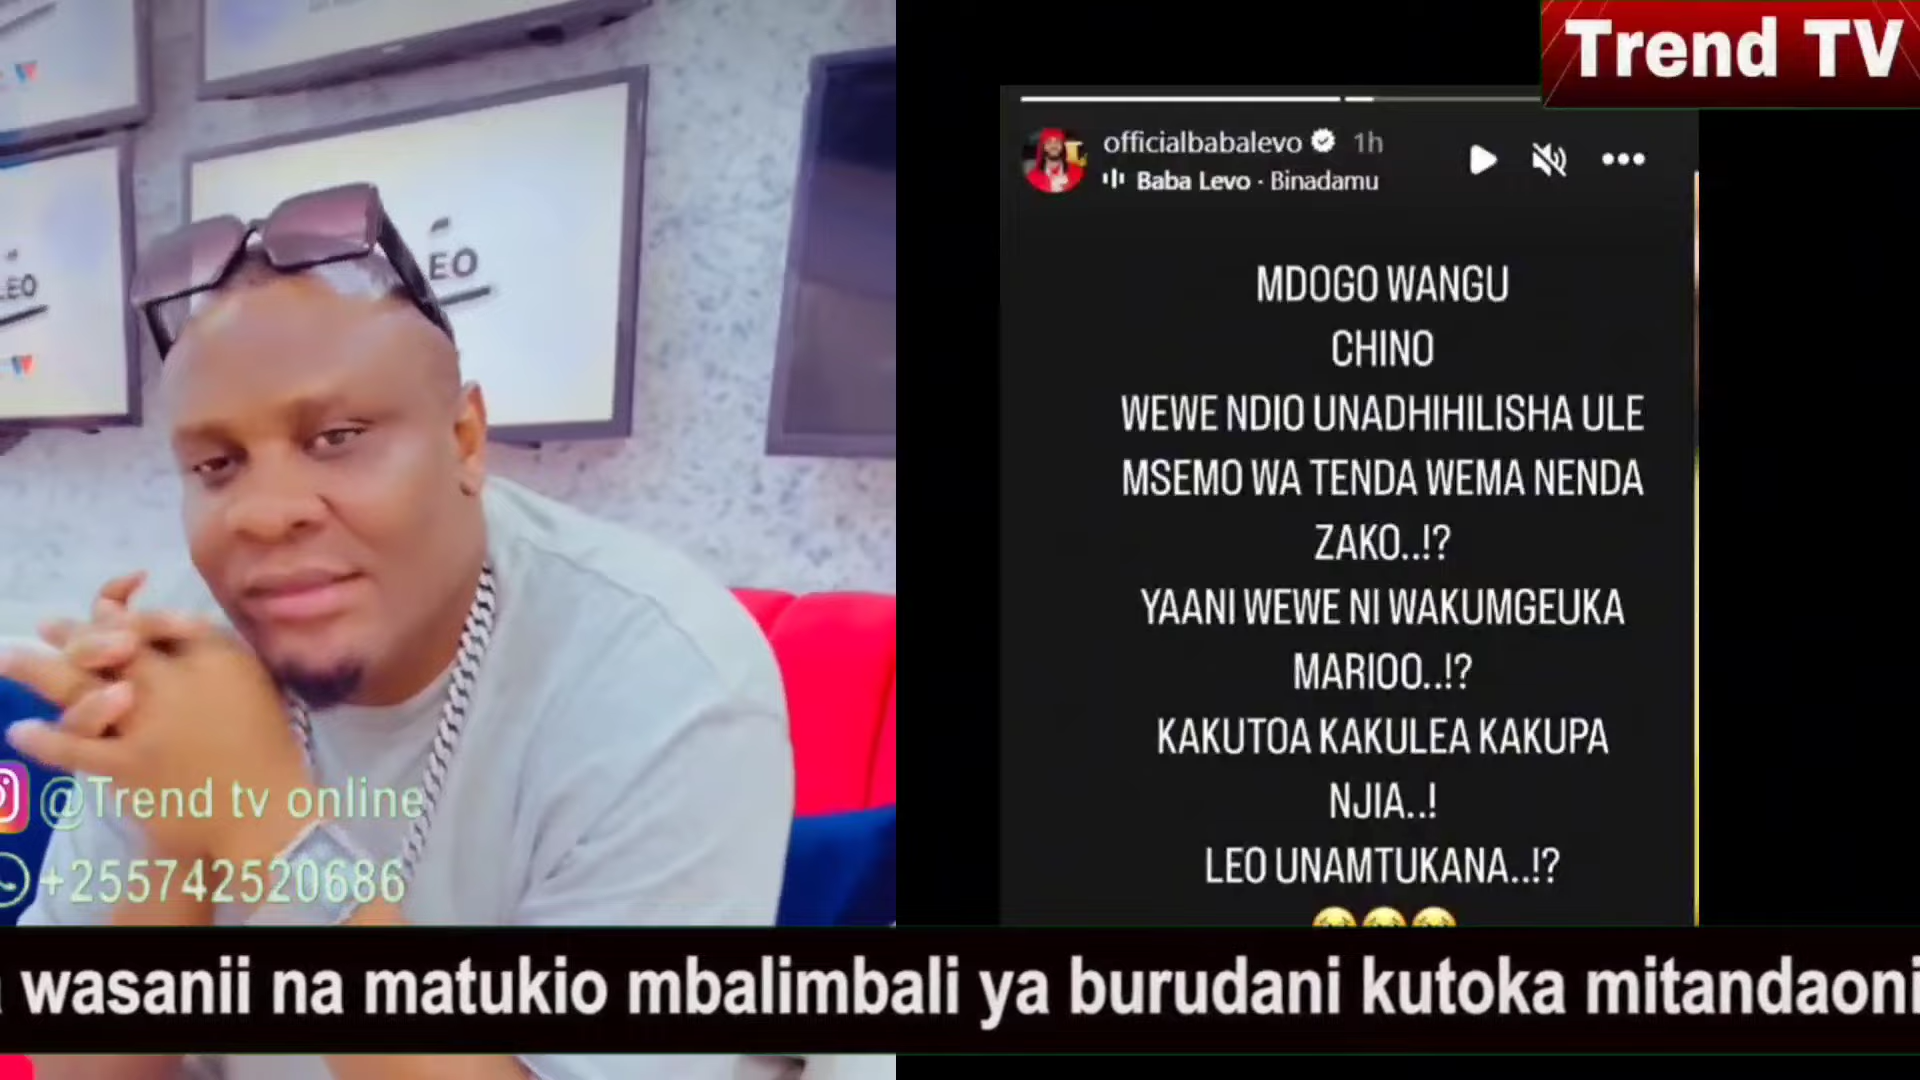 Trend TV
officialbabalevo 1h
Baba Levo · Binadamu
MDOGO WANGU
CHINO
WEWE NDIO UNADHIHILISHA ULE
MSEMO WA TENDA WEMA NENDA
ZAKO..!?
YAANI WEWE NI WAKUMGEUKA
MARIOO..!?
KAKUTOA KAKULEA KAKUPA
NJIA..!
LEO UNAMTUKANA..!?
LEO
EO
@Trend tv online
+255742520686
wasanii na matukio mbalimbali ya burudani kutoka mitandaoni